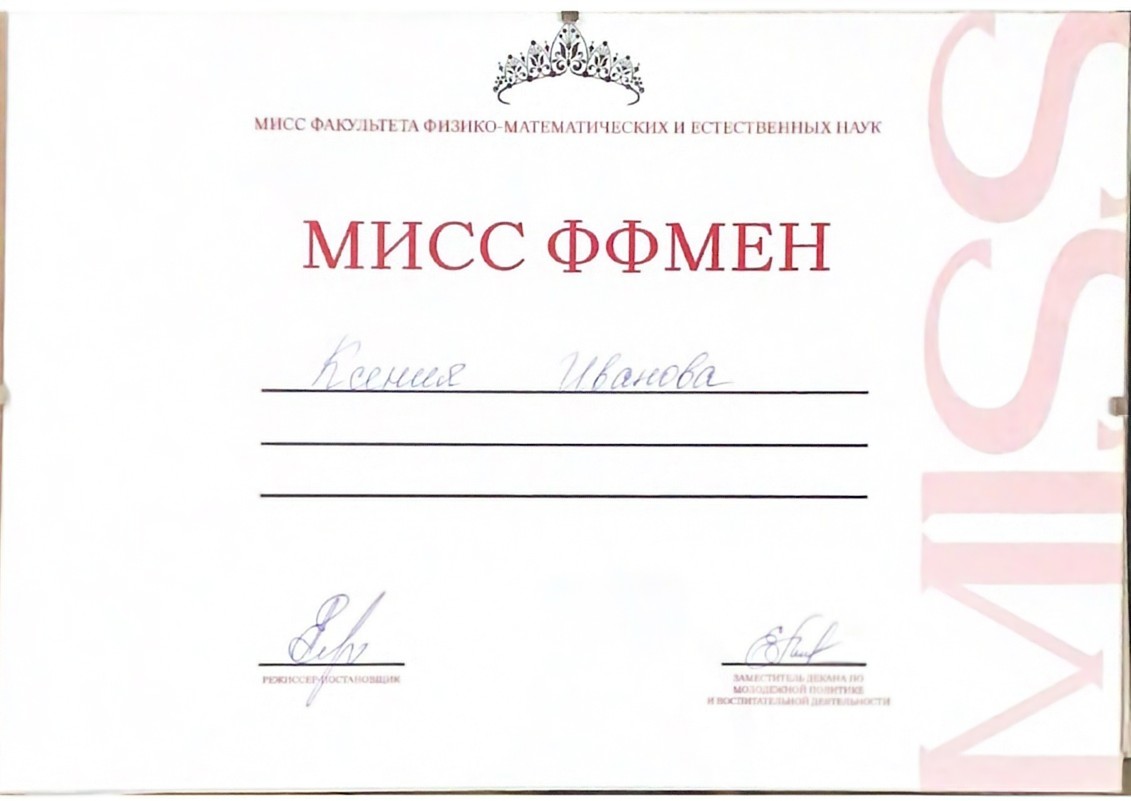 МИСС ФАКУЛЬТЕТА ФИЗИКО-МАТЕМАТИЧЕСКИХ И ЕСТЕСТВЕННЫХ НАУК
МИСС ФФМЕН
Ксения Иванова
РЕЖИССЕР-ПОСТАНОВЩИК
ЗАМЕСТИТЕЛЬ ДЕКАНА ПО
МОЛОДЕЖНОЙ ПОЛИТИКЕ
И ВОСПИТАТЕЛЬНОЙ ДЕЯТЕЛЬНОСТИ
MISS